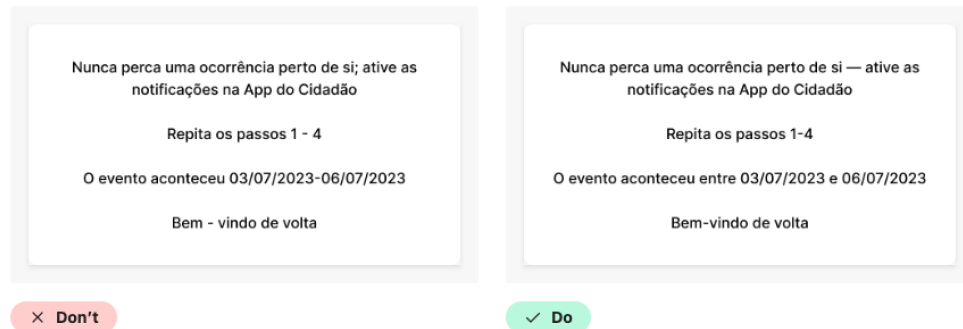 Nunca perca uma ocorrência perto de si; ative as
notificações na App do Cidadão
Repita os passos 1 - 4
O evento aconteceu 03/07/2023-06/07/2023
Bem - vindo de volta
Don’t
Nunca perca uma ocorrência perto de si — ative as
notificações na App do Cidadão
Repita os passos 1-4
O evento aconteceu entre 03/07/2023 e 06/07/2023
Bem-vindo de volta
Do